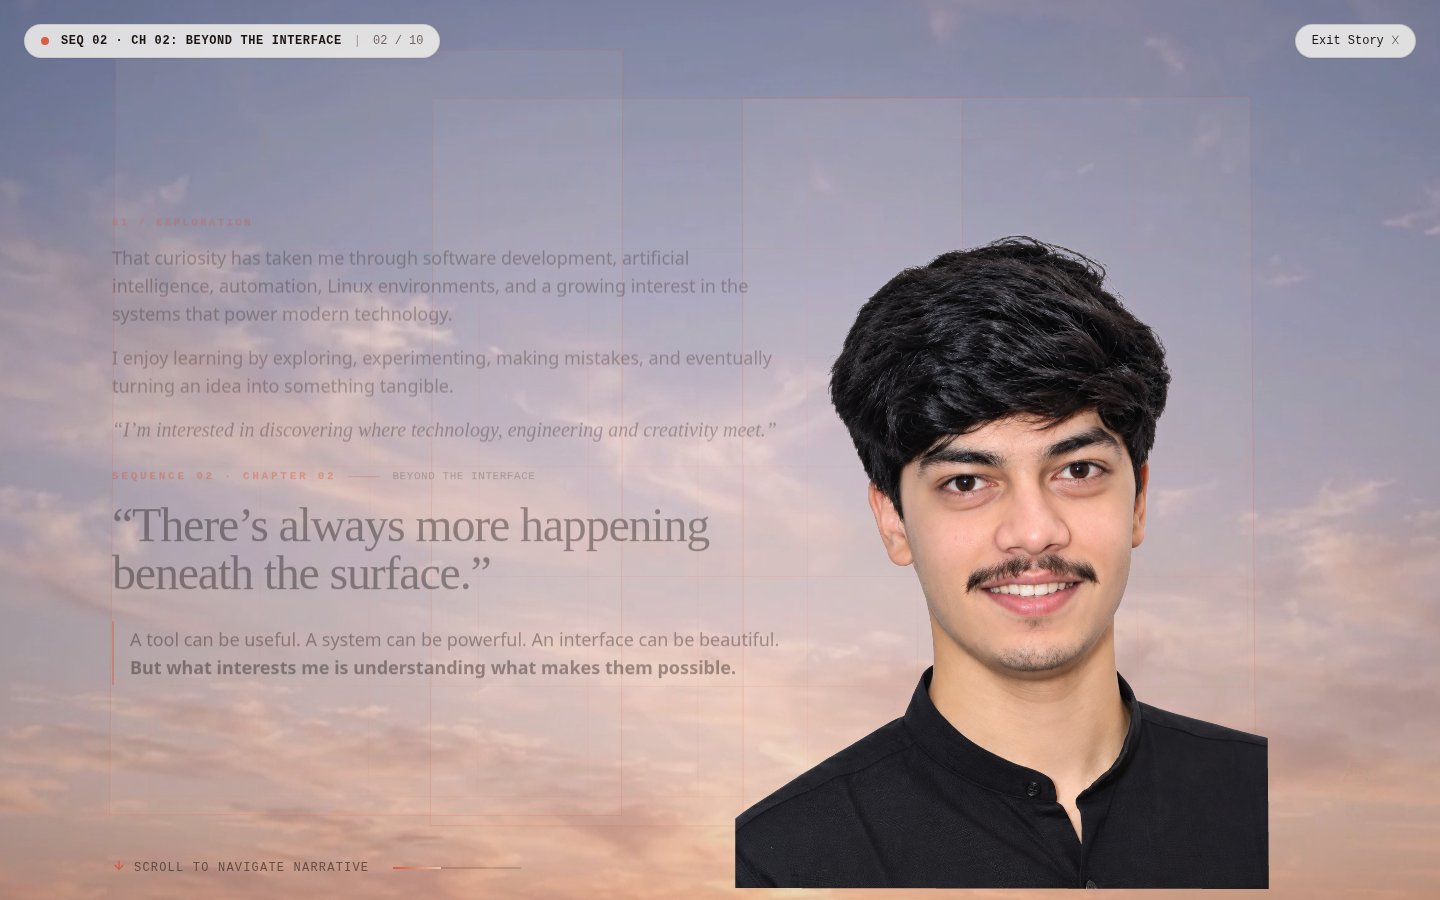 SEQ 02 · CH 02: BEYOND THE INTERFACE | 02 / 10
Exit Story X
01 / EXPLORATION
That curiosity has taken me through software development, artificial
intelligence, automation, Linux environments, and a growing interest in the
systems that power modern technology.
I enjoy learning by exploring, experimenting, making mistakes, and eventually
turning an idea into something tangible.
“I’m interested in discovering where technology, engineering and creativity meet.”
SEQUENCE 02 · CHAPTER 02 BEYOND THE INTERFACE
“There’s always more happening
beneath the surface.”
A tool can be useful. A system can be powerful. An interface can be beautiful.
But what interests me is understanding what makes them possible.
SCROLL TO NAVIGATE NARRATIVE